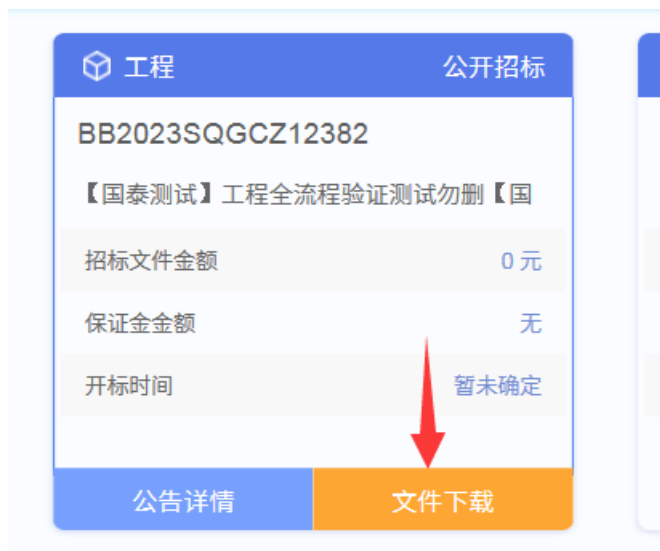 工程 公开招标
BB2023SQGCZ12382
【国泰测试】工程全流程验证测试勿删【国
招标文件金额 0 元
保证金金额 无
开标时间 暂未确定
公告详情 文件下载